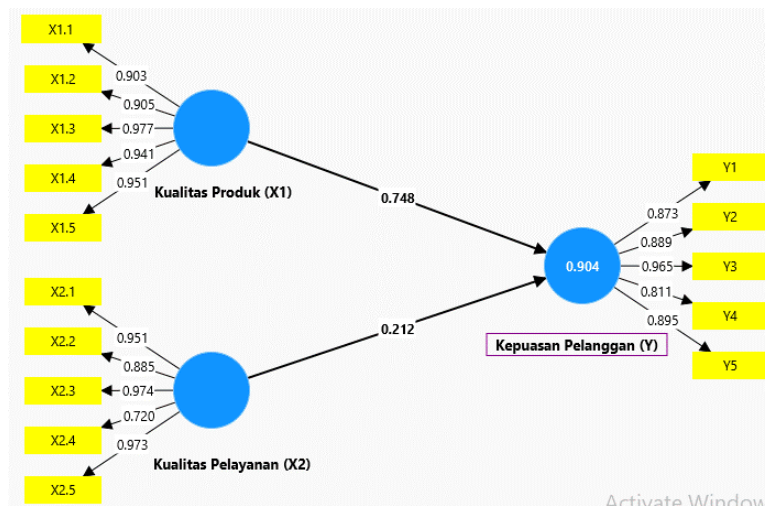 X1.1
X1.2
X1.3
X1.4
X1.5
0.903
0.905
0.977
0.941
0.951
Kualitas Produk (X1)
0.748
X2.1
X2.2
X2.3
X2.4
X2.5
0.951
0.885
0.974
0.720
0.973
Kualitas Pelayanan (X2)
0.212
0.904
Kepuasan Pelanggan (Y)
0.873
0.889
0.965
0.811
0.895
Y1
Y2
Y3
Y4
Y5
Activate Window